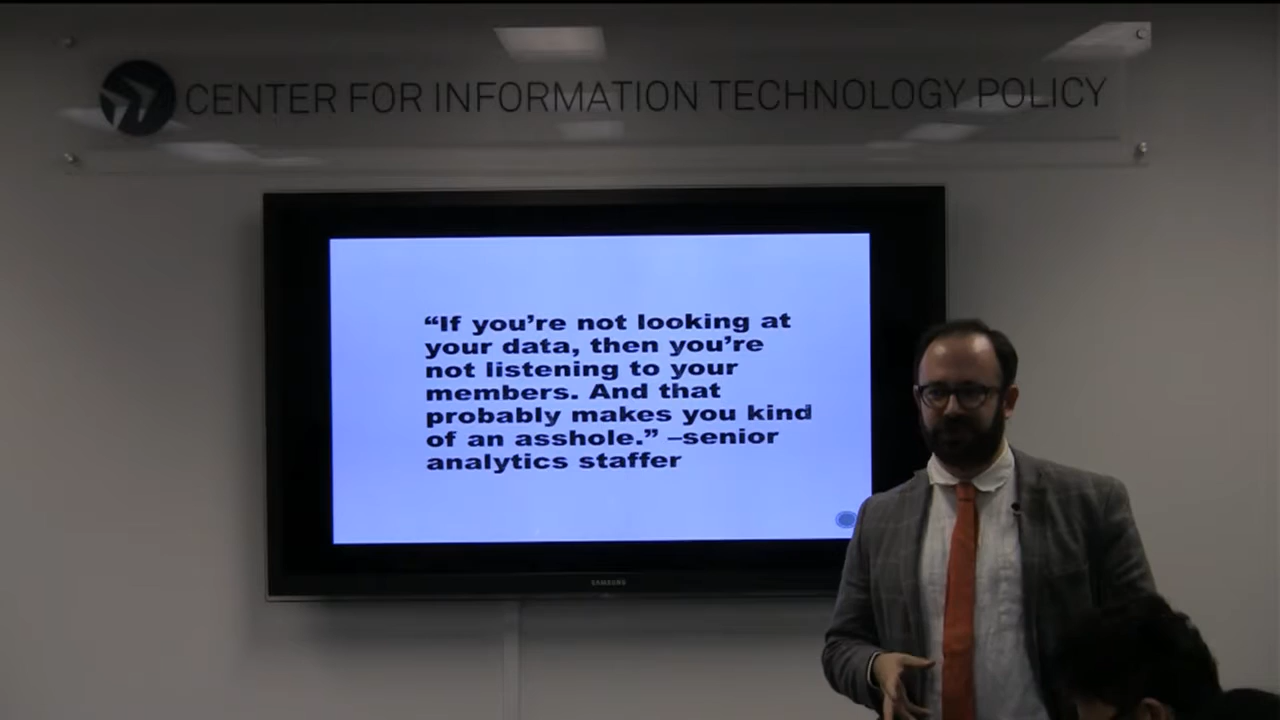 CENTER FOR INFORMATION TECHNOLOGY POLICY
“If you’re not looking at
your data, then you’re
not listening to your
members. And that
probably makes you kind
of an asshole.” –senior
analytics staffer
SAMSUNG